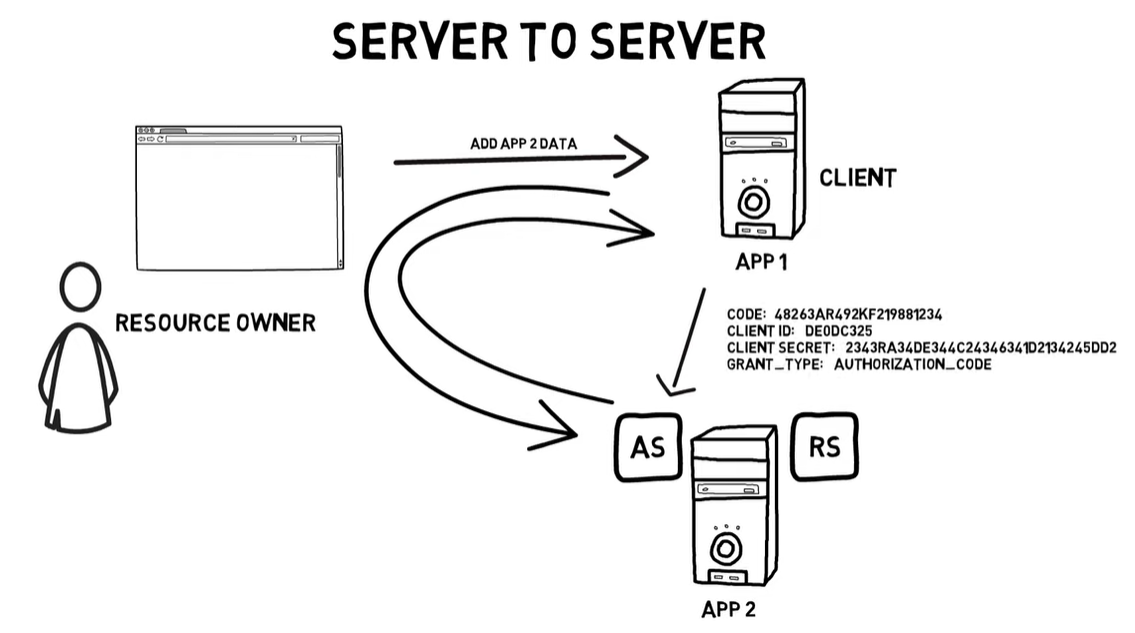 SERVER TO SERVER
ADD APP 2 DATA
CLIENT
APP 1
RESOURCE OWNER
CODE: 48263AR492KF219881234
CLIENT ID: DE0DC325
CLIENT SECRET: 2343RA34DE344C24346341D2134245DD2
GRANT_TYPE: AUTHORIZATION_CODE
AS
RS
APP 2